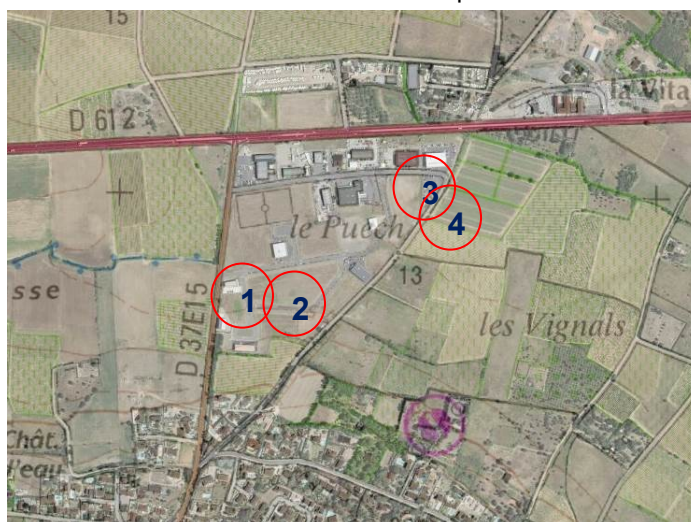 15
la Vita
D 612
3
4
le Puech
13
sse
1
2
D 37E15
les Vignals
Chât.
d'eau